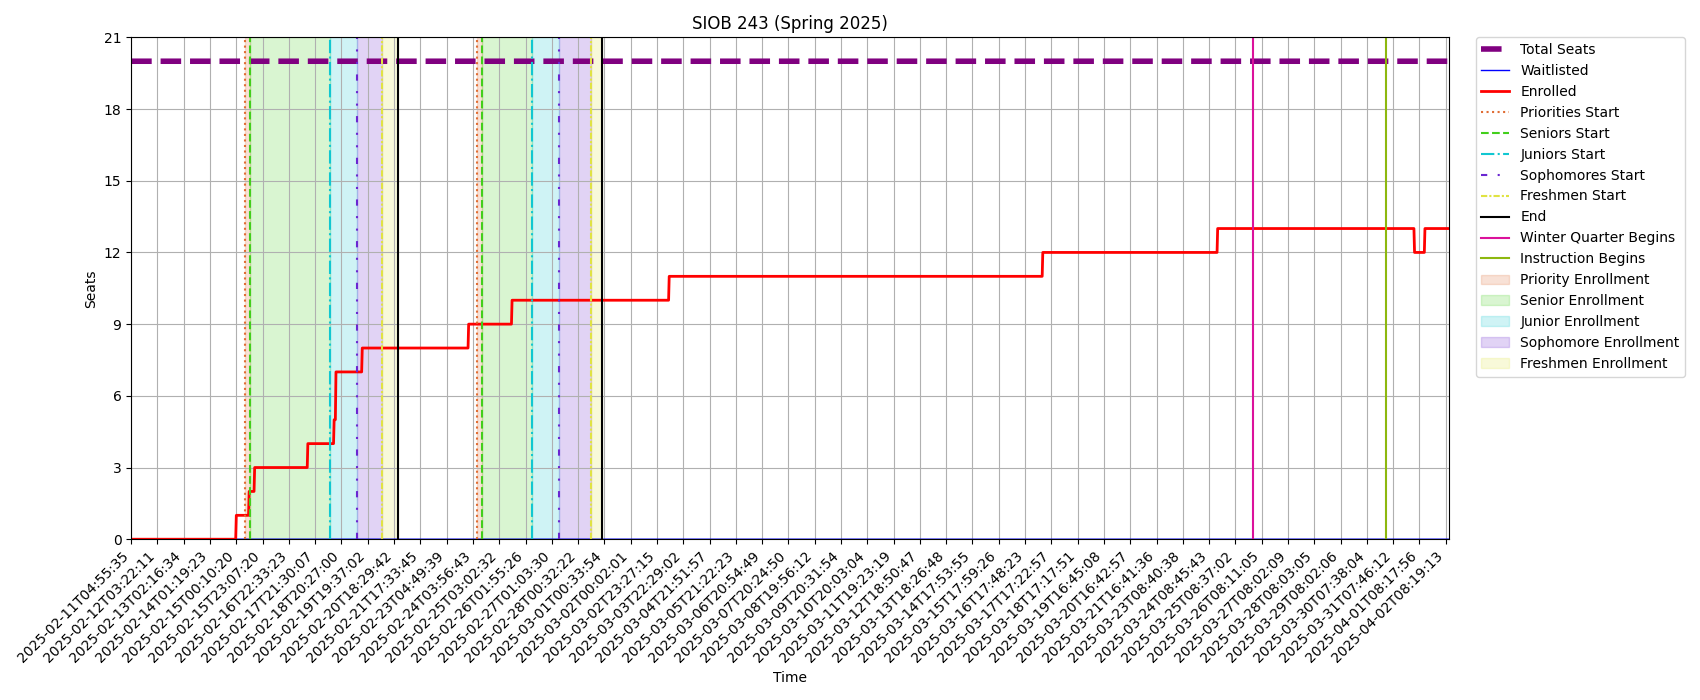 SIOB 243 (Spring 2025)
21
18
15
12
9
6
3
0
Seats
2025-02-11T04:55:35
2025-02-12T03:22:11
2025-02-13T02:16:34
2025-02-14T01:19:23
2025-02-15T00:10:20
2025-02-15T23:07:20
2025-02-16T22:33:23
2025-02-17T21:30:07
2025-02-18T20:27:00
2025-02-19T19:37:02
2025-02-20T18:29:42
2025-02-21T17:33:45
2025-02-23T04:49:39
2025-02-24T03:56:43
2025-02-25T03:02:32
2025-02-26T01:55:26
2025-02-27T01:03:30
2025-02-28T00:32:22
2025-03-01T00:33:54
2025-03-02T00:02:01
2025-03-02T23:27:15
2025-03-03T22:29:02
2025-03-04T21:51:57
2025-03-05T21:22:23
2025-03-06T20:54:49
2025-03-07T20:24:50
2025-03-08T19:56:12
2025-03-09T20:31:54
2025-03-10T20:03:04
2025-03-11T19:23:19
2025-03-12T18:50:47
2025-03-13T18:26:48
2025-03-14T17:53:55
2025-03-15T17:59:26
2025-03-16T17:48:23
2025-03-17T17:22:57
2025-03-18T17:17:51
2025-03-19T16:45:08
2025-03-20T16:42:57
2025-03-21T16:41:36
2025-03-23T08:40:38
2025-03-24T08:45:43
2025-03-25T08:37:02
2025-03-26T08:11:05
2025-03-27T08:02:09
2025-03-28T08:03:05
2025-03-29T08:02:06
2025-03-30T07:38:04
2025-03-31T07:46:12
2025-04-01T08:17:56
2025-04-02T08:19:13
Time
Total Seats
Waitlisted
Enrolled
Priorities Start
Seniors Start
Juniors Start
Sophomores Start
Freshmen Start
End
Winter Quarter Begins
Instruction Begins
Priority Enrollment
Senior Enrollment
Junior Enrollment
Sophomore Enrollment
Freshmen Enrollment